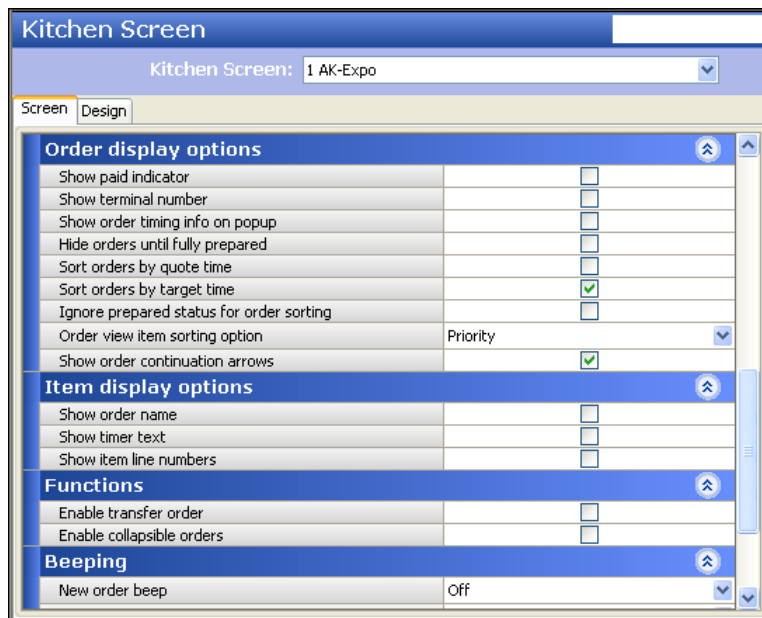 Kitchen Screen
Kitchen Screen: 1 AK-Expo
Screen Design
Order display options
Show paid indicator
Show terminal number
Show order timing info on popup
Hide orders until fully prepared
Sort orders by quote time
Sort orders by target time
Ignore prepared status for order sorting
Order view item sorting option Priority
Show order continuation arrows
Item display options
Show order name
Show timer text
Show item line numbers
Functions
Enable transfer order
Enable collapsible orders
Beeping
New order beep Off